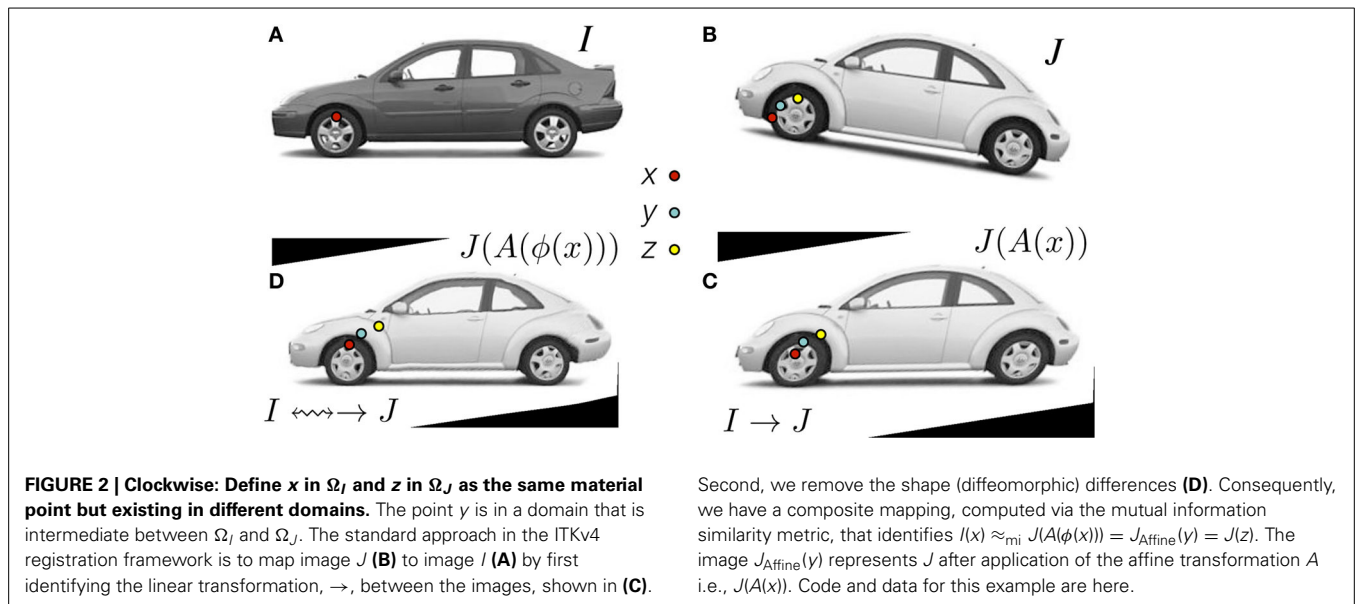 A
I
B
J
x
y
z
J(A(ϕ(x)))
J(A(x))
D
C
I ↭→ J
I → J
FIGURE 2 | Clockwise: Define x in Ω_I and z in Ω_J as the same material
point but existing in different domains. The point y is in a domain that is
intermediate between Ω_I and Ω_J. The standard approach in the ITKv4
registration framework is to map image J (B) to image I (A) by first
identifying the linear transformation, →, between the images, shown in (C).
Second, we remove the shape (diffeomorphic) differences (D). Consequently,
we have a composite mapping, computed via the mutual information
similarity metric, that identifies I(x) ≈mi J(A(ϕ(x))) = J_Affine(y) = J(z). The
image J_Affine(y) represents J after application of the affine transformation A
i.e., J(A(x)). Code and data for this example are here.